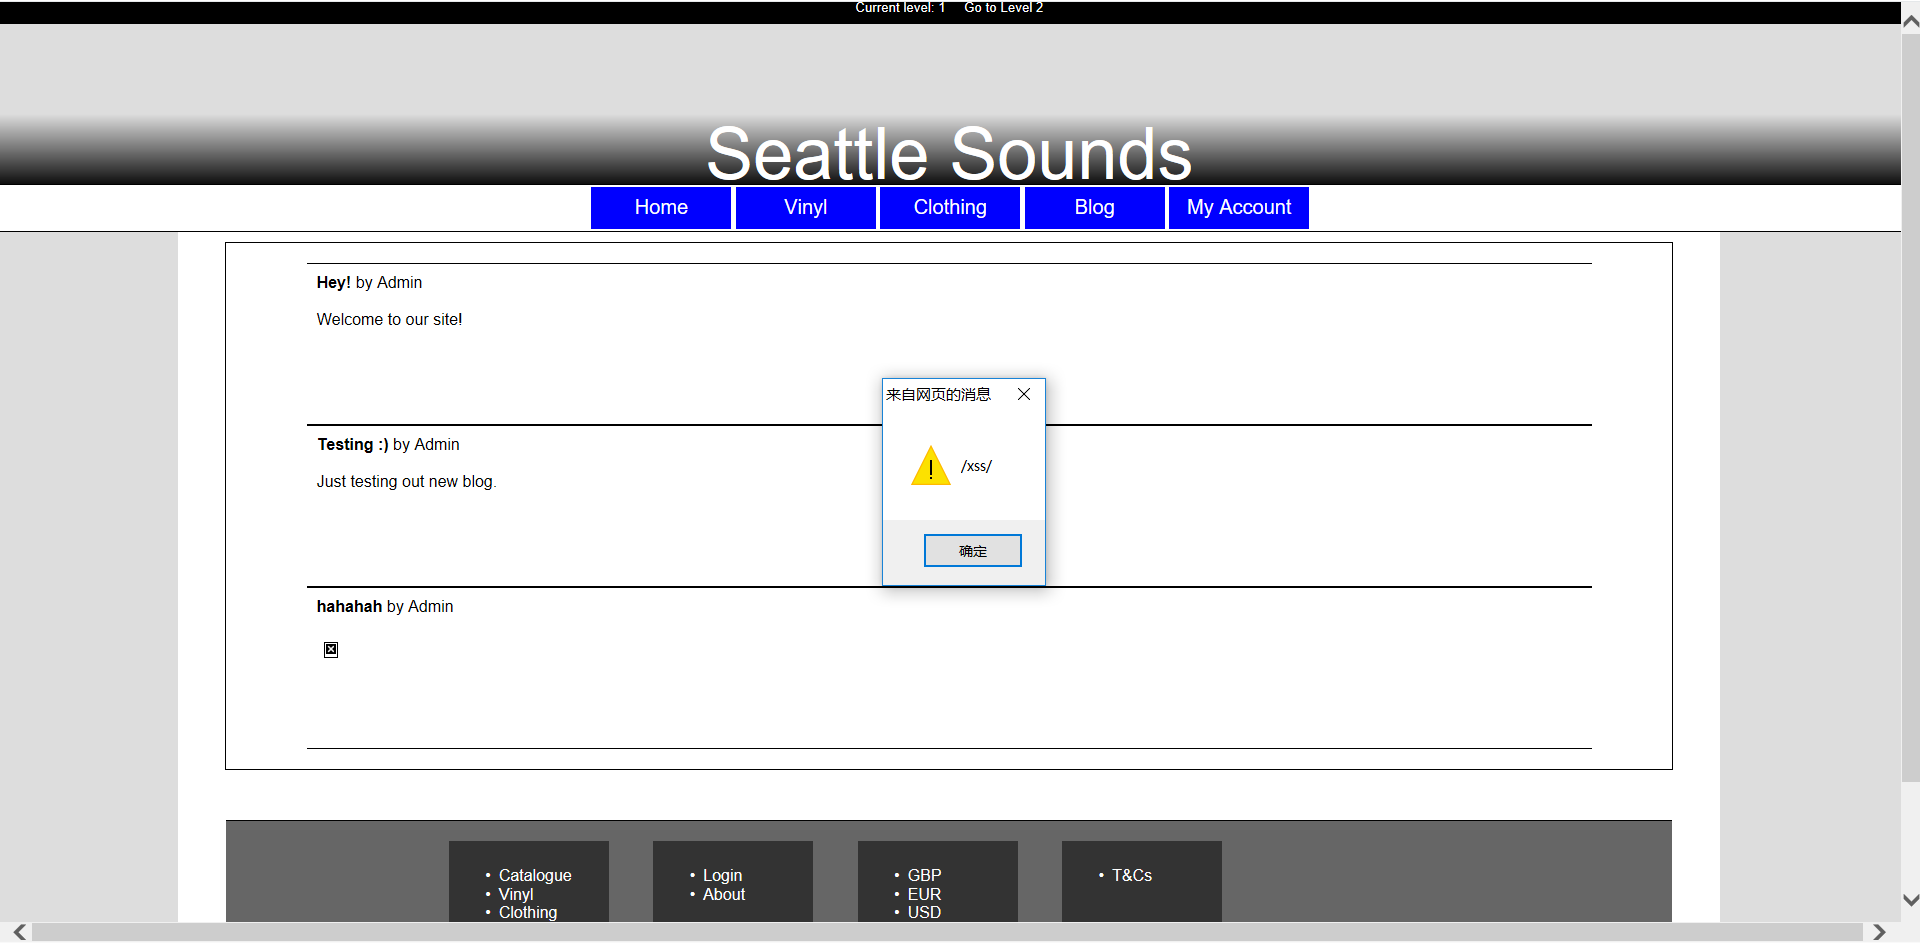 Current level: 1 Go to Level 2
Seattle Sounds
Home Vinyl Clothing Blog My Account
Hey! by Admin
Welcome to our site!
来自网页的消息
/xss/
确定
Testing :) by Admin
Just testing out new blog.
hahahah by Admin
• Catalogue
• Vinyl
• Clothing
• Login
• About
• GBP
• EUR
• USD
• T&Cs